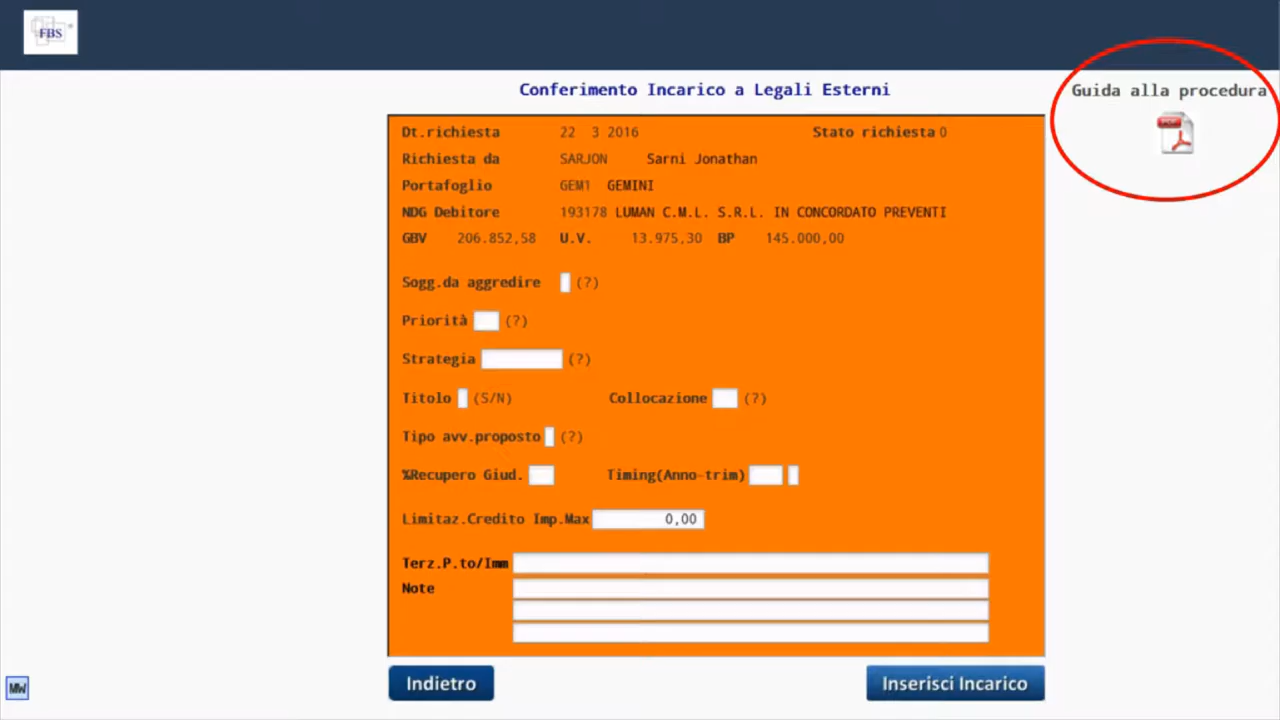 FBS
Conferimento Incarico a Legali Esterni
Guida alla procedura
Dt.richiesta 22 3 2016 Stato richiesta 0
Richiesta da SARJON Sarni Jonathan
Portafoglio GEM1 GEMINI
NDG Debitore 193178 LUMAN C.M.L. S.R.L. IN CONCORDATO PREVENTI
GBV 206.852,58 U.V. 13.975,30 BP 145.000,00
Sogg.da aggredire (?)
Priorità (?)
Strategia (?)
Titolo (S/N) Collocazione (?)
Tipo avv.proposto (?)
%Recupero Giud. Timing(Anno-trim)
Limitaz.Credito Imp.Max 0,00
Terz.P.to/Imm
Note
Indietro Inserisci Incarico
MW